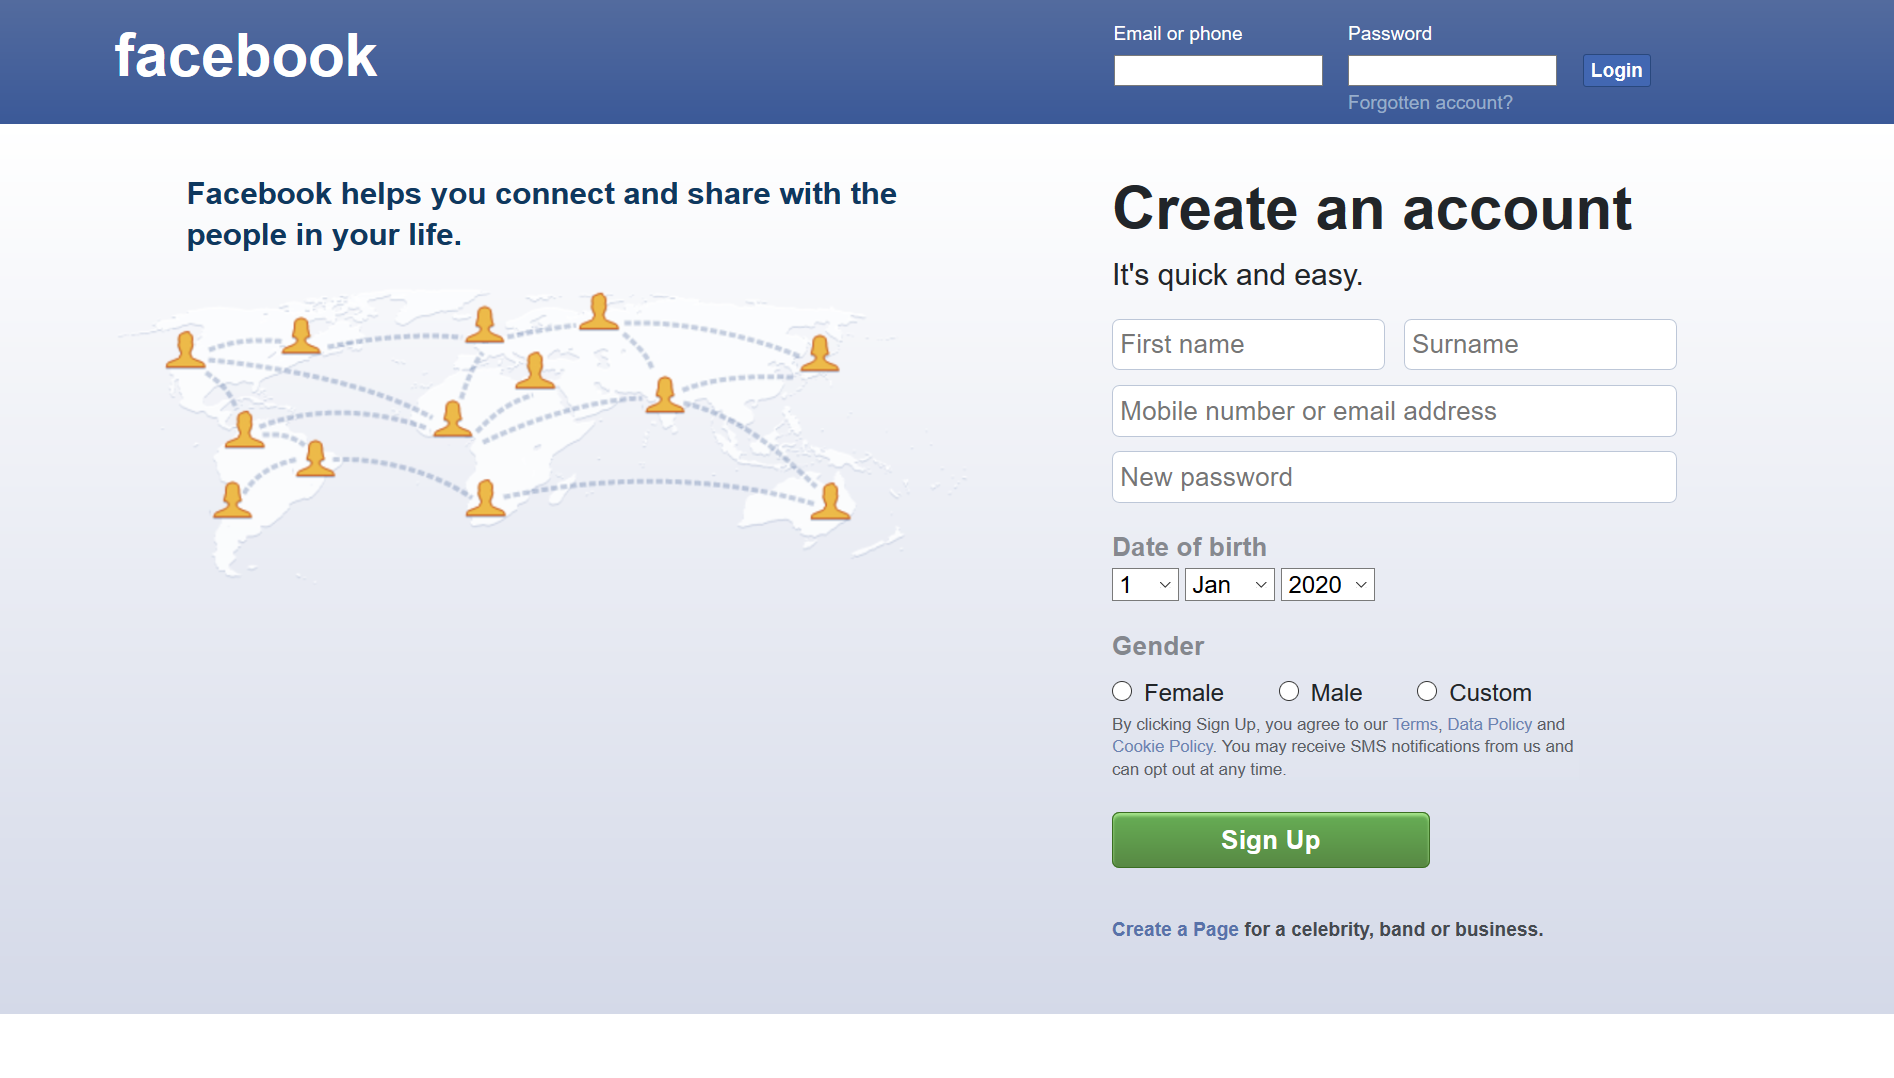 facebook
Email or phone
Password
Login
Forgotten account?
Facebook helps you connect and share with the
people in your life.
Create an account
It's quick and easy.
First name
Surname
Mobile number or email address
New password
Date of birth
1 Jan 2020
Gender
Female Male Custom
By clicking Sign Up, you agree to our Terms, Data Policy and
Cookie Policy. You may receive SMS notifications from us and
can opt out at any time.
Sign Up
Create a Page for a celebrity, band or business.